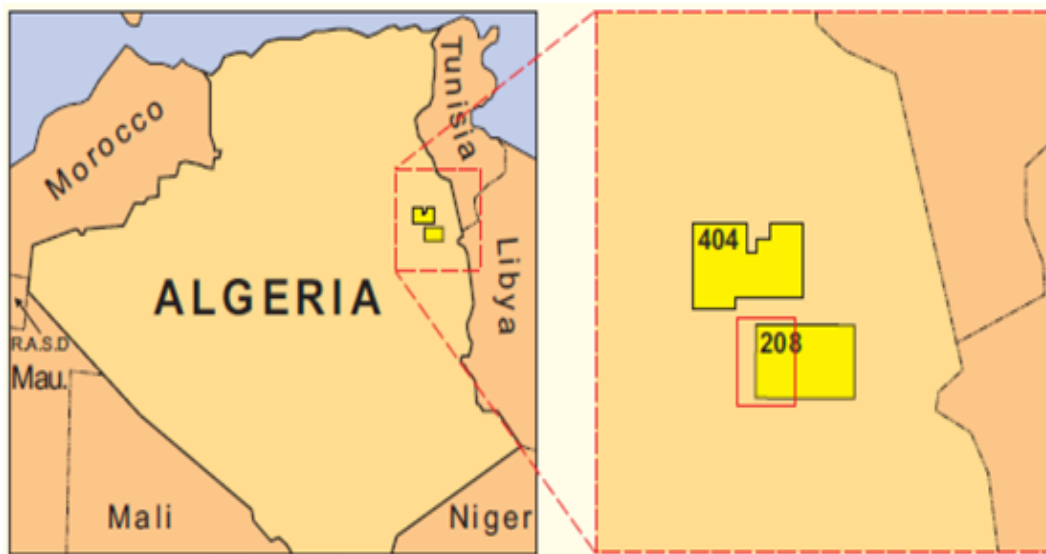 Tunisia
Morocco
404
ALGERIA
Libya
208
R.A.S.D
Mau.
Mali
Niger